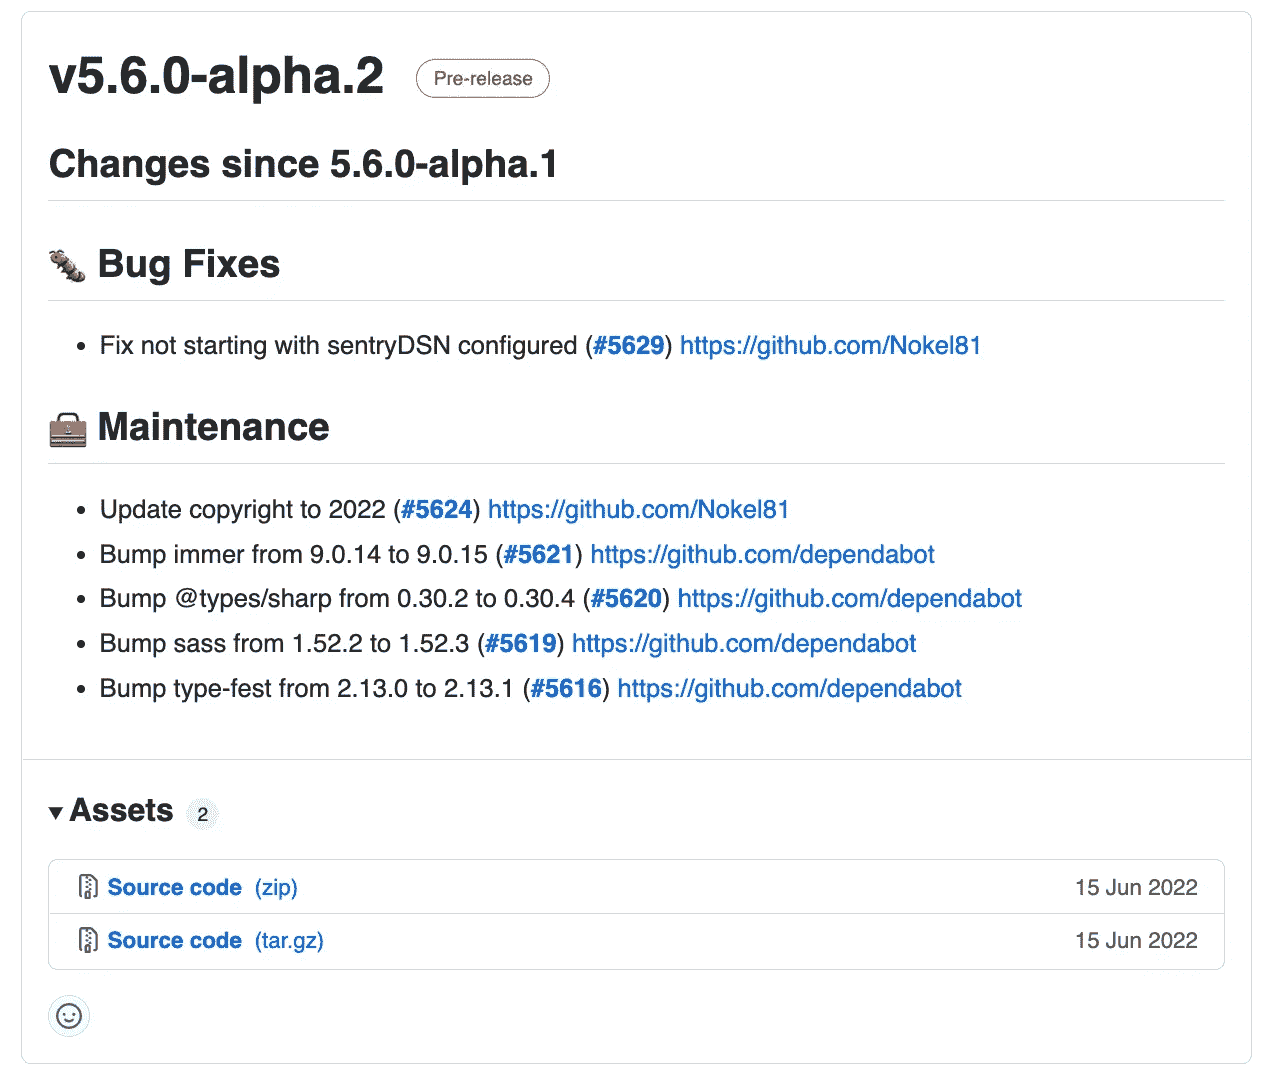 v5.6.0-alpha.2 Pre-release
Changes since 5.6.0-alpha.1
Bug Fixes
• Fix not starting with sentryDSN configured (#5629) https://github.com/Nokel81
Maintenance
• Update copyright to 2022 (#5624) https://github.com/Nokel81
• Bump immer from 9.0.14 to 9.0.15 (#5621) https://github.com/dependabot
• Bump @types/sharp from 0.30.2 to 0.30.4 (#5620) https://github.com/dependabot
• Bump sass from 1.52.2 to 1.52.3 (#5619) https://github.com/dependabot
• Bump type-fest from 2.13.0 to 2.13.1 (#5616) https://github.com/dependabot
▾ Assets 2
Source code (zip) 15 Jun 2022
Source code (tar.gz) 15 Jun 2022